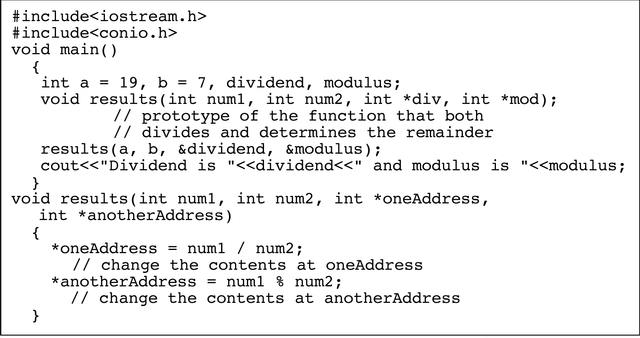 #include<iostream.h>
#include<conio.h>
void main()
{
int a = 19, b = 7, dividend, modulus;
void results(int num1, int num2, int *div, int *mod);
// prototype of the function that both
// divides and determines the remainder
results(a, b, &dividend, &modulus);
cout<<"Dividend is "<<dividend<<" and modulus is "<<modulus;
}
void results(int num1, int num2, int *oneAddress,
int *anotherAddress)
{
*oneAddress = num1 / num2;
// change the contents at oneAddress
*anotherAddress = num1 % num2;
// change the contents at anotherAddress
}